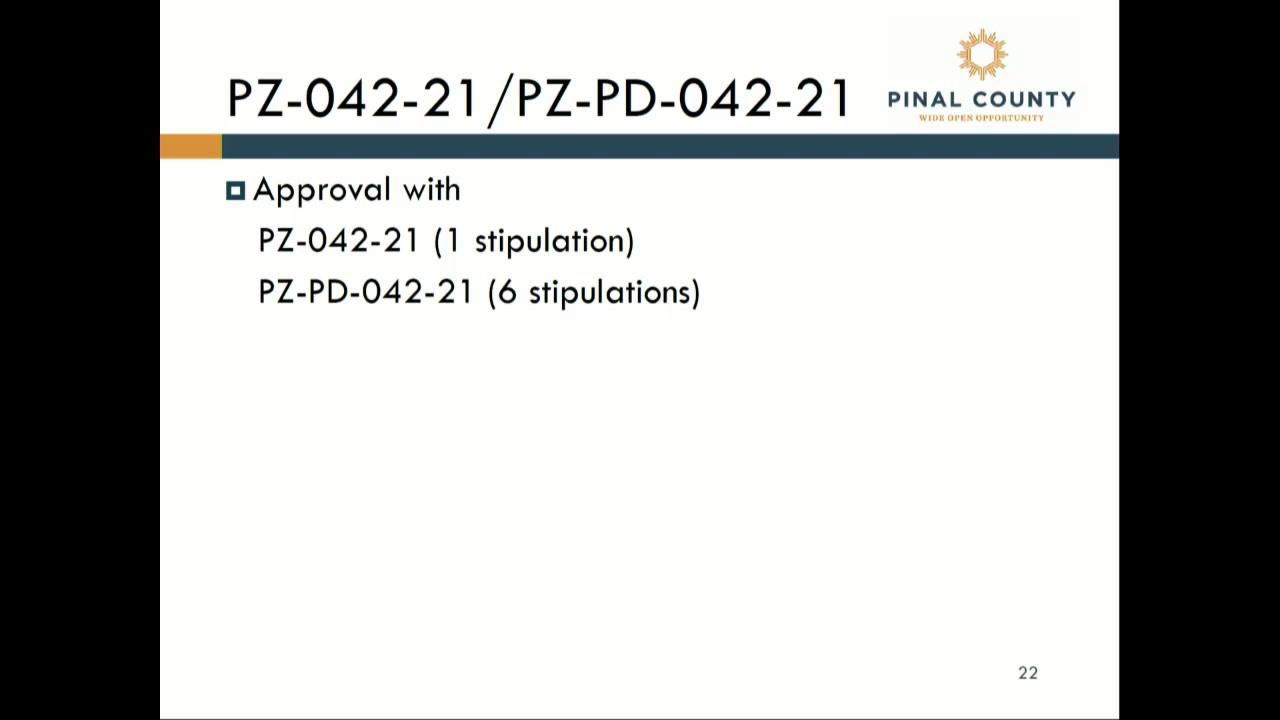 PZ-042-21/PZ-PD-042-21
PINAL COUNTY
WIDE OPEN OPPORTUNITY
Approval with
PZ-042-21 (1 stipulation)
PZ-PD-042-21 (6 stipulations)
22